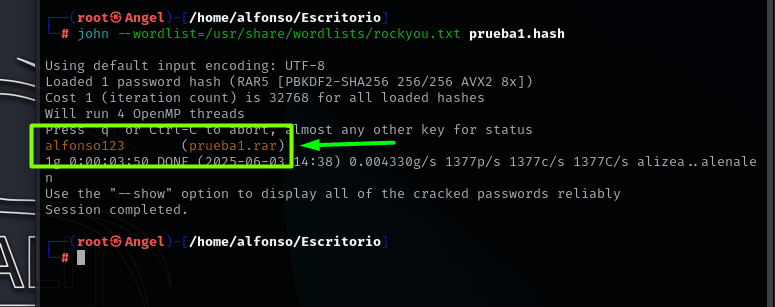 (root㉿Angel)-[/home/alfonso/Escritorio]
# john --wordlist=/usr/share/wordlists/rockyou.txt prueba1.hash
Using default input encoding: UTF-8
Loaded 1 password hash (RAR5 [PBKDF2-SHA256 256/256 AVX2 8x])
Cost 1 (iteration count) is 32768 for all loaded hashes
Will run 4 OpenMP threads
Press 'q' or Ctrl-C to abort, almost any other key for status
alfonso123 (prueba1.rar)
1g 0:00:03:50 DONE (2025-06-03 14:38) 0.004330g/s 1377p/s 1377c/s 1377C/s alizea..alenale
n
Use the "--show" option to display all of the cracked passwords reliably
Session completed.
(root㉿Angel)-[/home/alfonso/Escritorio]
#